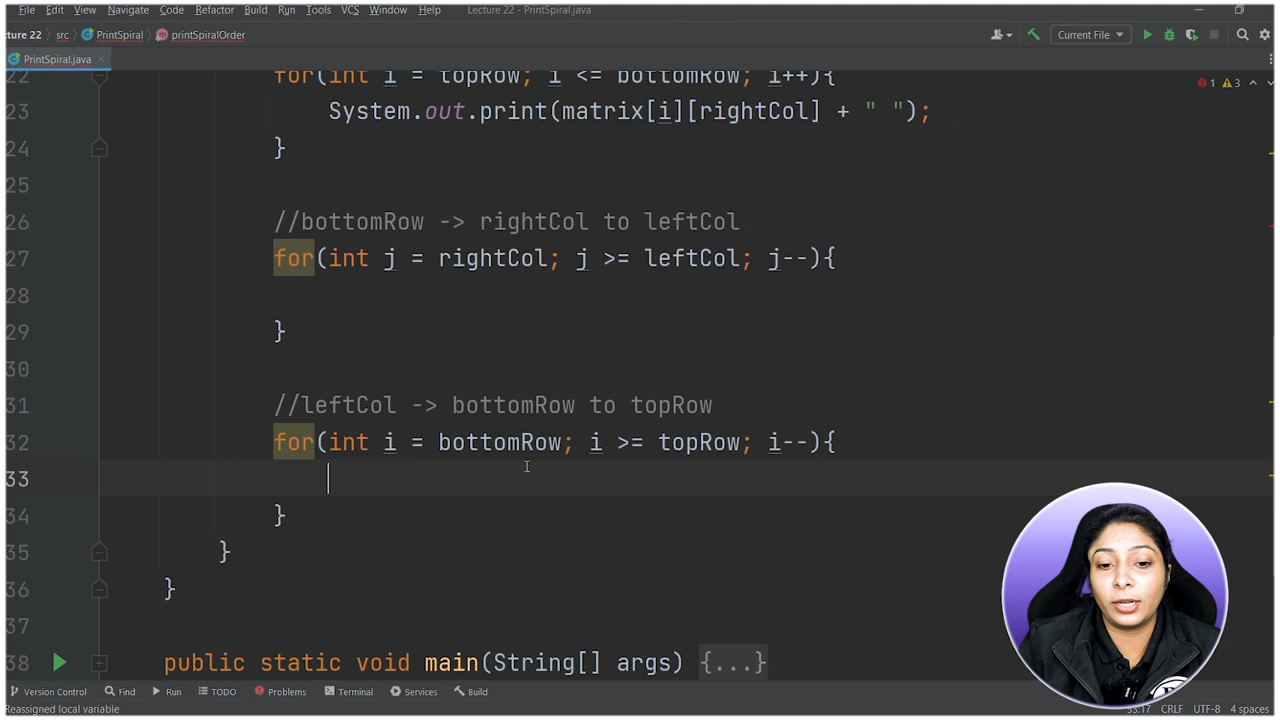 File Edit View Navigate Code Refactor Build Run Tools VCS Window Help Lecture 22 - PrintSpiral.java
ture 22 src PrintSpiral printSpiralOrder Current File
PrintSpiral.java
1 3
22 for(int i = topRow; i <= bottomRow; i++){
23 System.out.print(matrix[i][rightCol] + " ");
24 }
25
26 //bottomRow -> rightCol to leftCol
27 for(int j = rightCol; j >= leftCol; j--){
28
29 }
30
31 //leftCol -> bottomRow to topRow
32 for(int i = bottomRow; i >= topRow; i--){
33
34 }
35 }
36 }
37
38 public static void main(String[] args) {...}
Version Control Find Run TODO Problems Terminal Services Build
Reassigned local variable 33:17 CRLF UTF-8 4 spaces